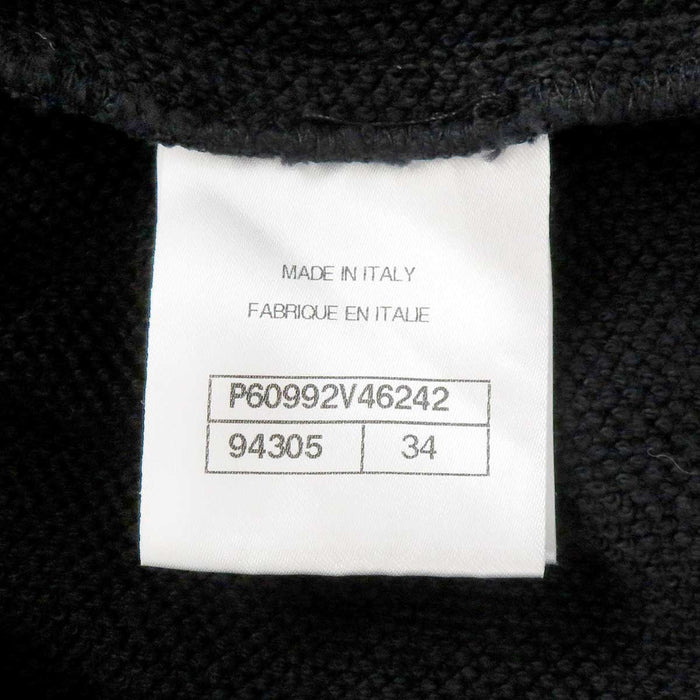 MADE IN ITALY
FABRIQUE EN ITALIE
P60992V46242
94305 34